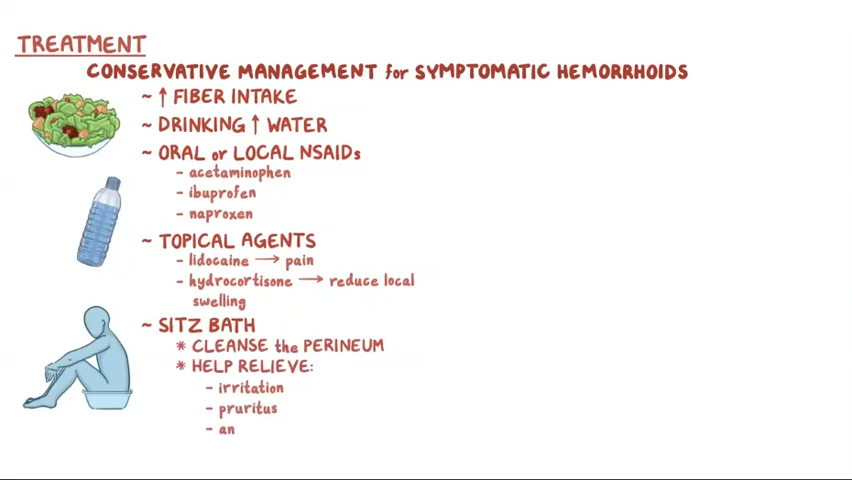 TREATMENT
CONSERVATIVE MANAGEMENT for SYMPTOMATIC HEMORRHOIDS
~ ↑ FIBER INTAKE
~ DRINKING ↑ WATER
~ ORAL or LOCAL NSAIDs
- acetaminophen
- ibuprofen
- naproxen
~ TOPICAL AGENTS
- lidocaine → pain
- hydrocortisone → reduce local
swelling
~ SITZ BATH
* CLEANSE the PERINEUM
* HELP RELIEVE:
- irritation
- pruritus
- an